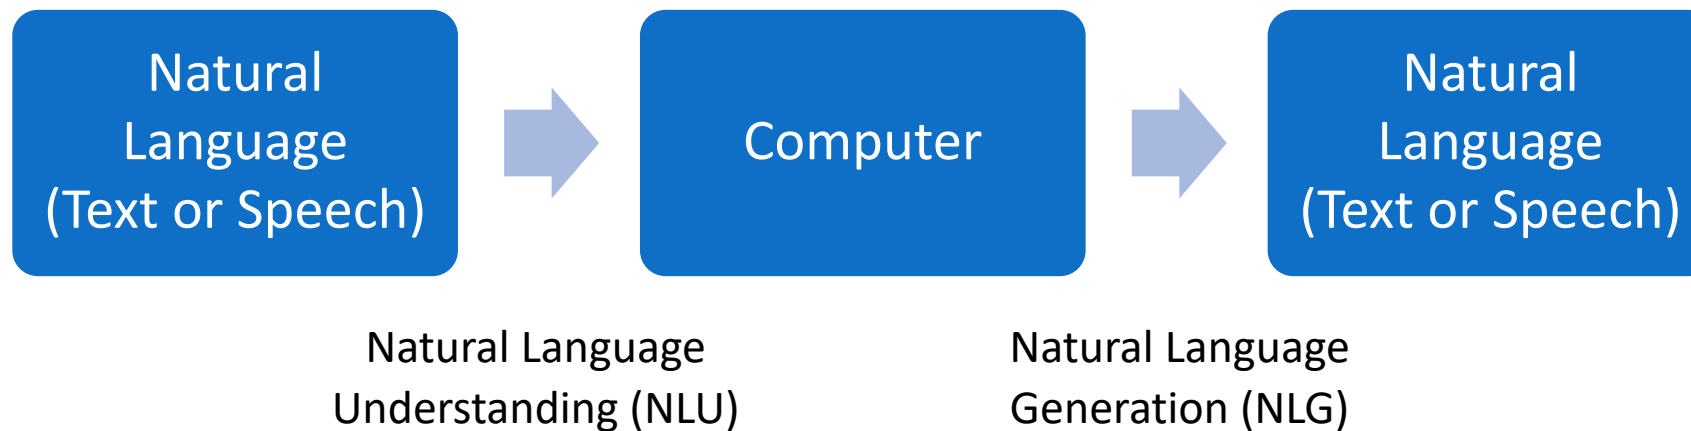 Natural
Language
(Text or Speech)
Computer
Natural
Language
(Text or Speech)
Natural Language
Understanding (NLU)
Natural Language
Generation (NLG)